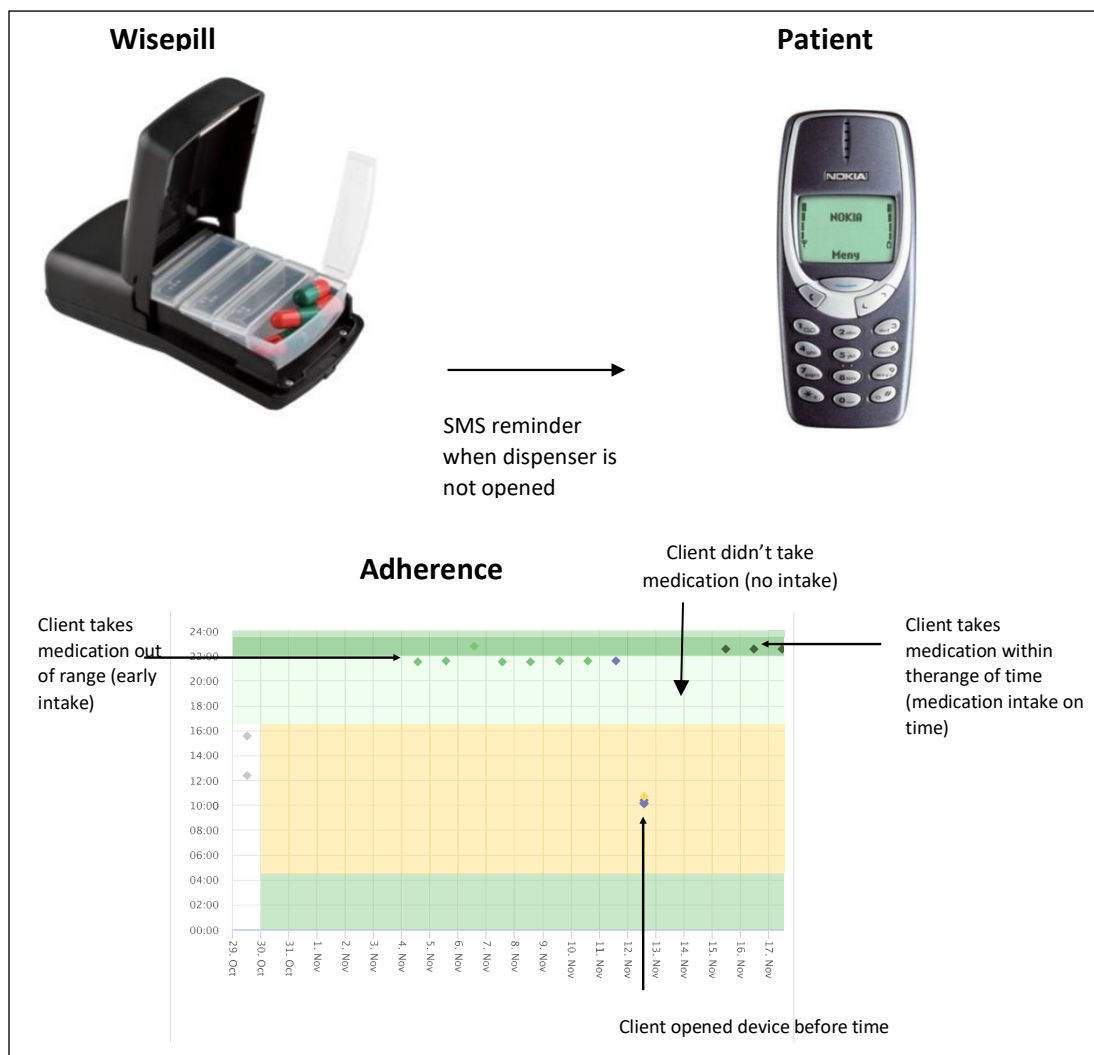 Wisepill
Patient
NOKIA
NOKIA
Meny
SMS reminder
when dispenser is
not opened
Client didn’t take
medication (no intake)
Adherence
Client takes
medication out
of range (early
intake)
Client takes
medication within
therange of time
(medication intake on
time)
24:00
22:00
20:00
18:00
16:00
14:00
12:00
10:00
08:00
06:00
04:00
02:00
00:00
29. Oct
30. Oct
31. Oct
1. Nov
2. Nov
3. Nov
4. Nov
5. Nov
6. Nov
7. Nov
8. Nov
9. Nov
10. Nov
11. Nov
12. Nov
13. Nov
14. Nov
15. Nov
16. Nov
17. Nov
Client opened device before time